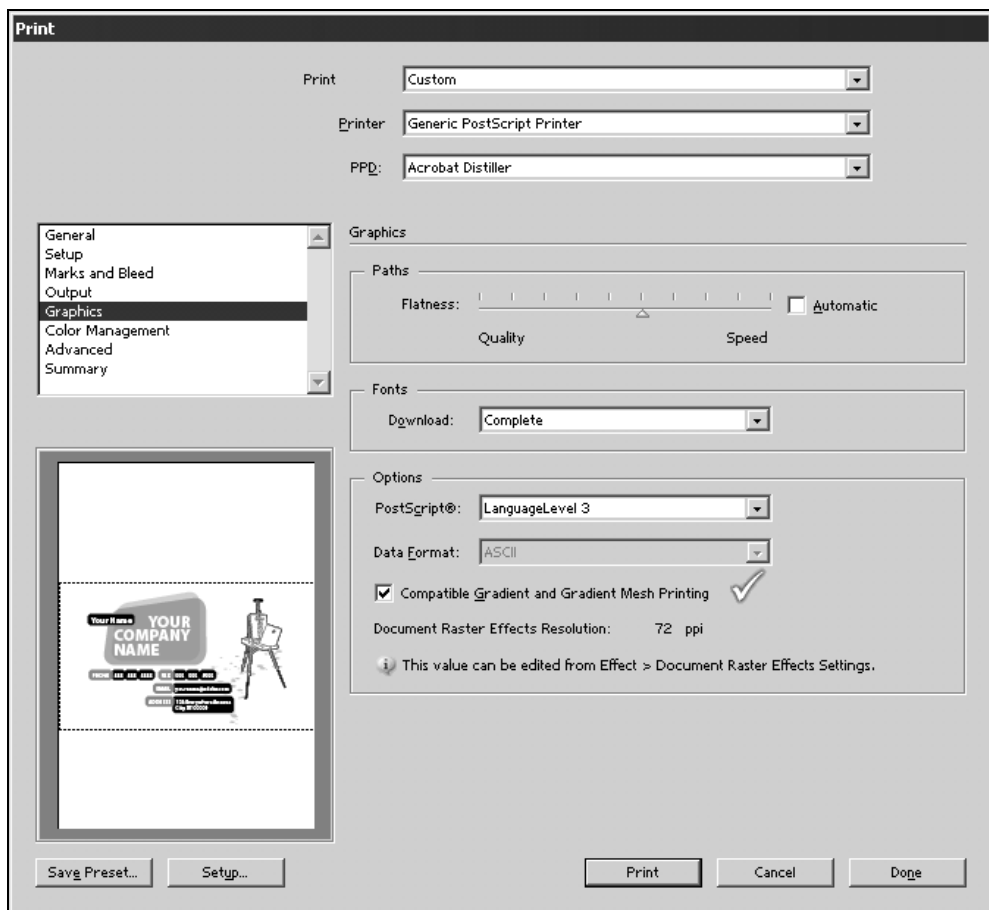 Print
Print Custom
Printer Generic PostScript Printer
PPD: Acrobat Distiller
General
Setup
Marks and Bleed
Output
Graphics
Color Management
Advanced
Summary
Graphics
Paths
Flatness: Automatic
Quality Speed
Fonts
Download: Complete
Options
PostScript®: LanguageLevel 3
Data Format: ASCII
Compatible Gradient and Gradient Mesh Printing
Document Raster Effects Resolution: 72 ppi
This value can be edited from Effect > Document Raster Effects Settings.
Your Name
YOUR
COMPANY
NAME
Save Preset... Setup... Print Cancel Done